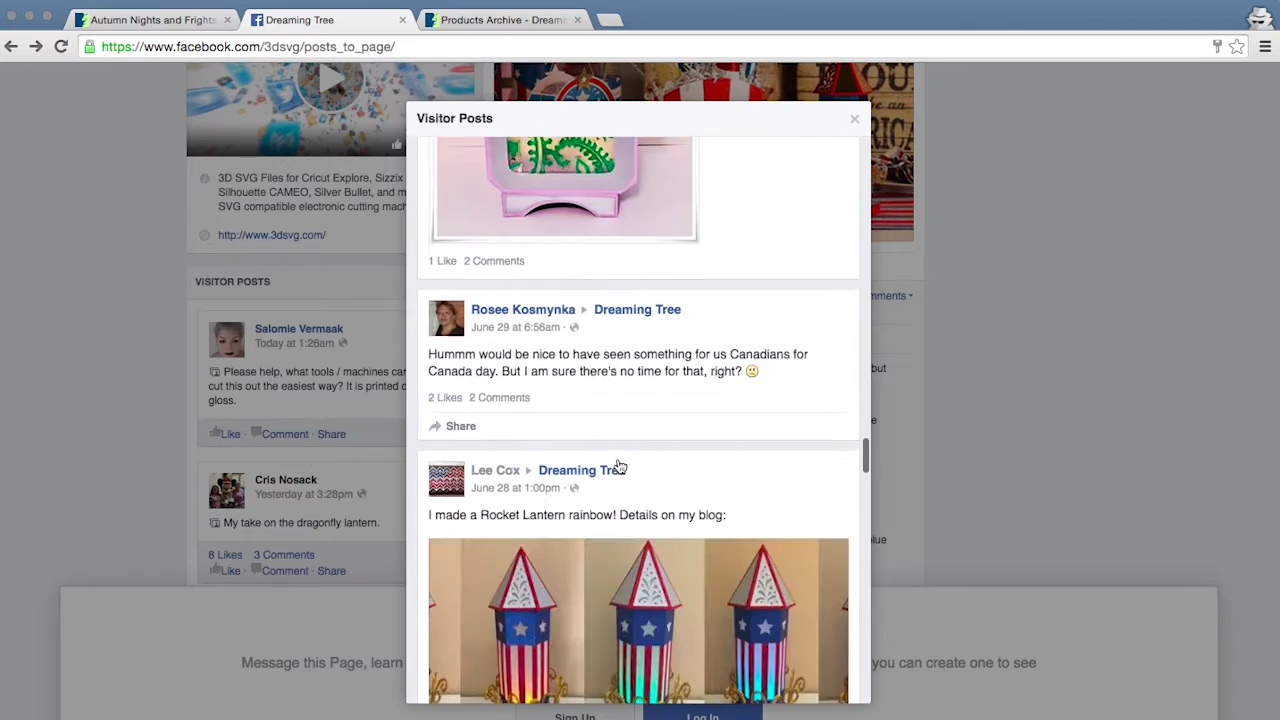 Autumn Nights and Frights
Dreaming Tree
Products Archive - Dreami
https://www.facebook.com/3dsvg/posts_to_page/
Visitor Posts
1 Like 2 Comments
Rosee Kosmynka Dreaming Tree
June 29 at 6:56am
Hummm would be nice to have seen something for us Canadians for
Canada day. But I am sure there's no time for that, right?
2 Likes 2 Comments
Share
Lee Cox Dreaming Tree
June 28 at 1:00pm
I made a Rocket Lantern rainbow! Details on my blog:
3D SVG Files for Cricut Explore, Sizzix
Silhouette CAMEO, Silver Bullet, and m
SVG compatible electronic cutting mac
http://www.3dsvg.com/
VISITOR POSTS
Salomie Vermaak
Today at 1:26am
Please help, what tools / machines can
cut this out the easiest way? It is printed o
gloss.
Like Comment Share
Cris Nosack
Yesterday at 3:28pm
My take on the dragonfly lantern.
8 Likes 3 Comments
Like Comment Share
OUR
AMERICA
mments
but
e
blue
Message this Page, learn
you can create one to see
Sign Up
Log In